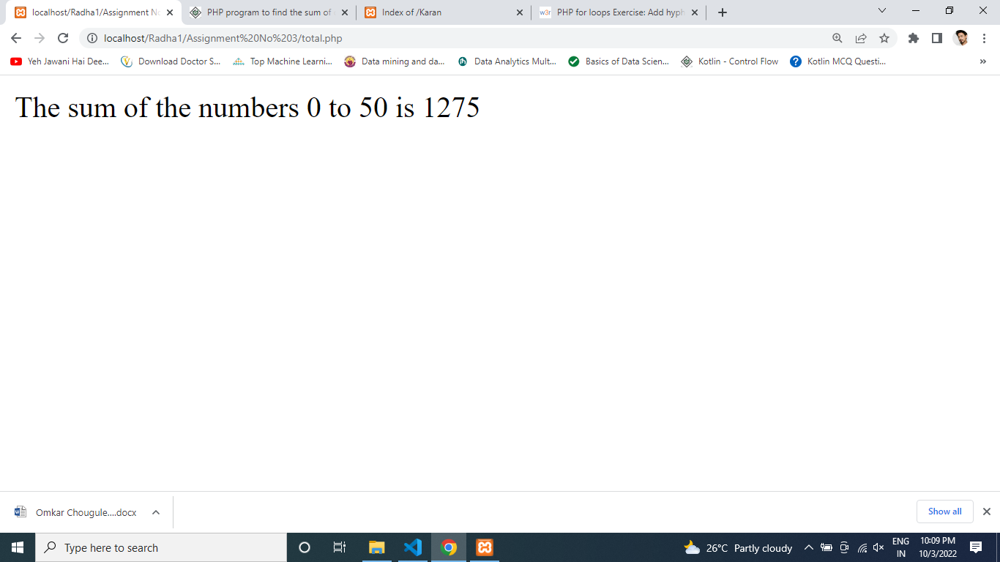 localhost/Radha1/Assignment No
PHP program to find the sum of
Index of /Karan
w3r PHP for loops Exercise: Add hyph
localhost/Radha1/Assignment%20No%203/total.php
Yeh Jawani Hai Dee... Download Doctor S... Top Machine Learni... Data mining and da... Data Analytics Mult... Basics of Data Scien... Kotlin - Control Flow Kotlin MCQ Questi... »
The sum of the numbers 0 to 50 is 1275
Omkar Chougule....docx Show all
Type here to search
26°C Partly cloudy
ENG
IN
10:09 PM
10/3/2022